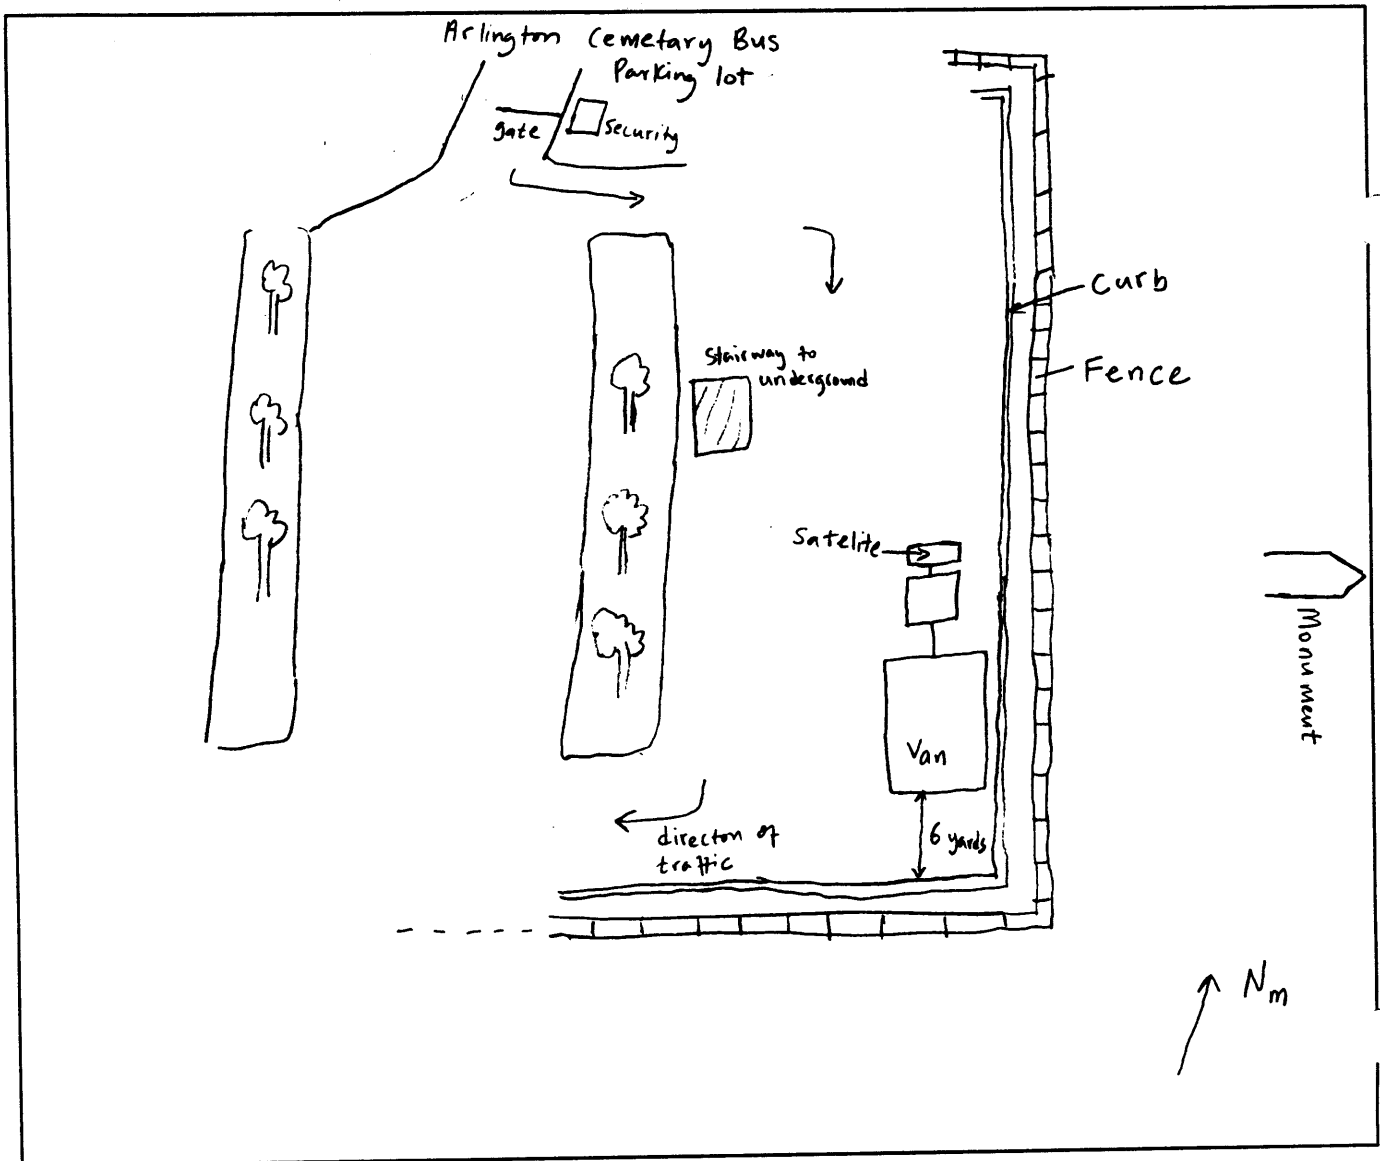 Arlington Cemetary Bus
Parking lot
gate
Security
Curb
Fence
Stairway to
underground
Satelite
Monument
Van
6 yards
directon of
traffic
Nm